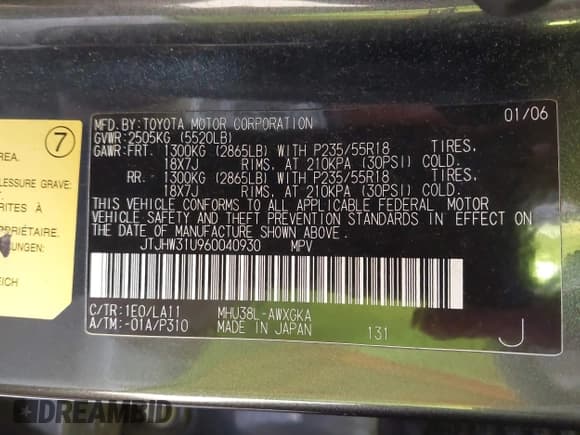 MFD.BY:TOYOTA MOTOR CORPORATION 01/06
GVWR:2505KG (5520LB)
GAWR:FRT. 1300KG (2865LB) WITH P235/55R18 TIRES.
18X7J RIMS, AT 210KPA (30PSI) COLD.
RR. 1300KG (2865LB) WITH P235/55R18 TIRES.
18X7J RIMS, AT 210KPA (30PSI) COLD.
THIS VEHICLE CONFORMS TO ALL APPLICABLE FEDERAL MOTOR
VEHICLE SAFETY AND THEFT PREVENTION STANDARDS IN EFFECT ON
THE DATE OF MANUFACTURE SHOWN ABOVE.
JTJHW31U960040930 MPV
C/TR:1E0/LA11 MHU38L-AWXGKA
A/TM:-01A/P310 MADE IN JAPAN 131 J
7
AREA.
LESSURE GRAVE:
RITES À
PRIÉTAIRE.
60090:
PEACH
DREAMBID